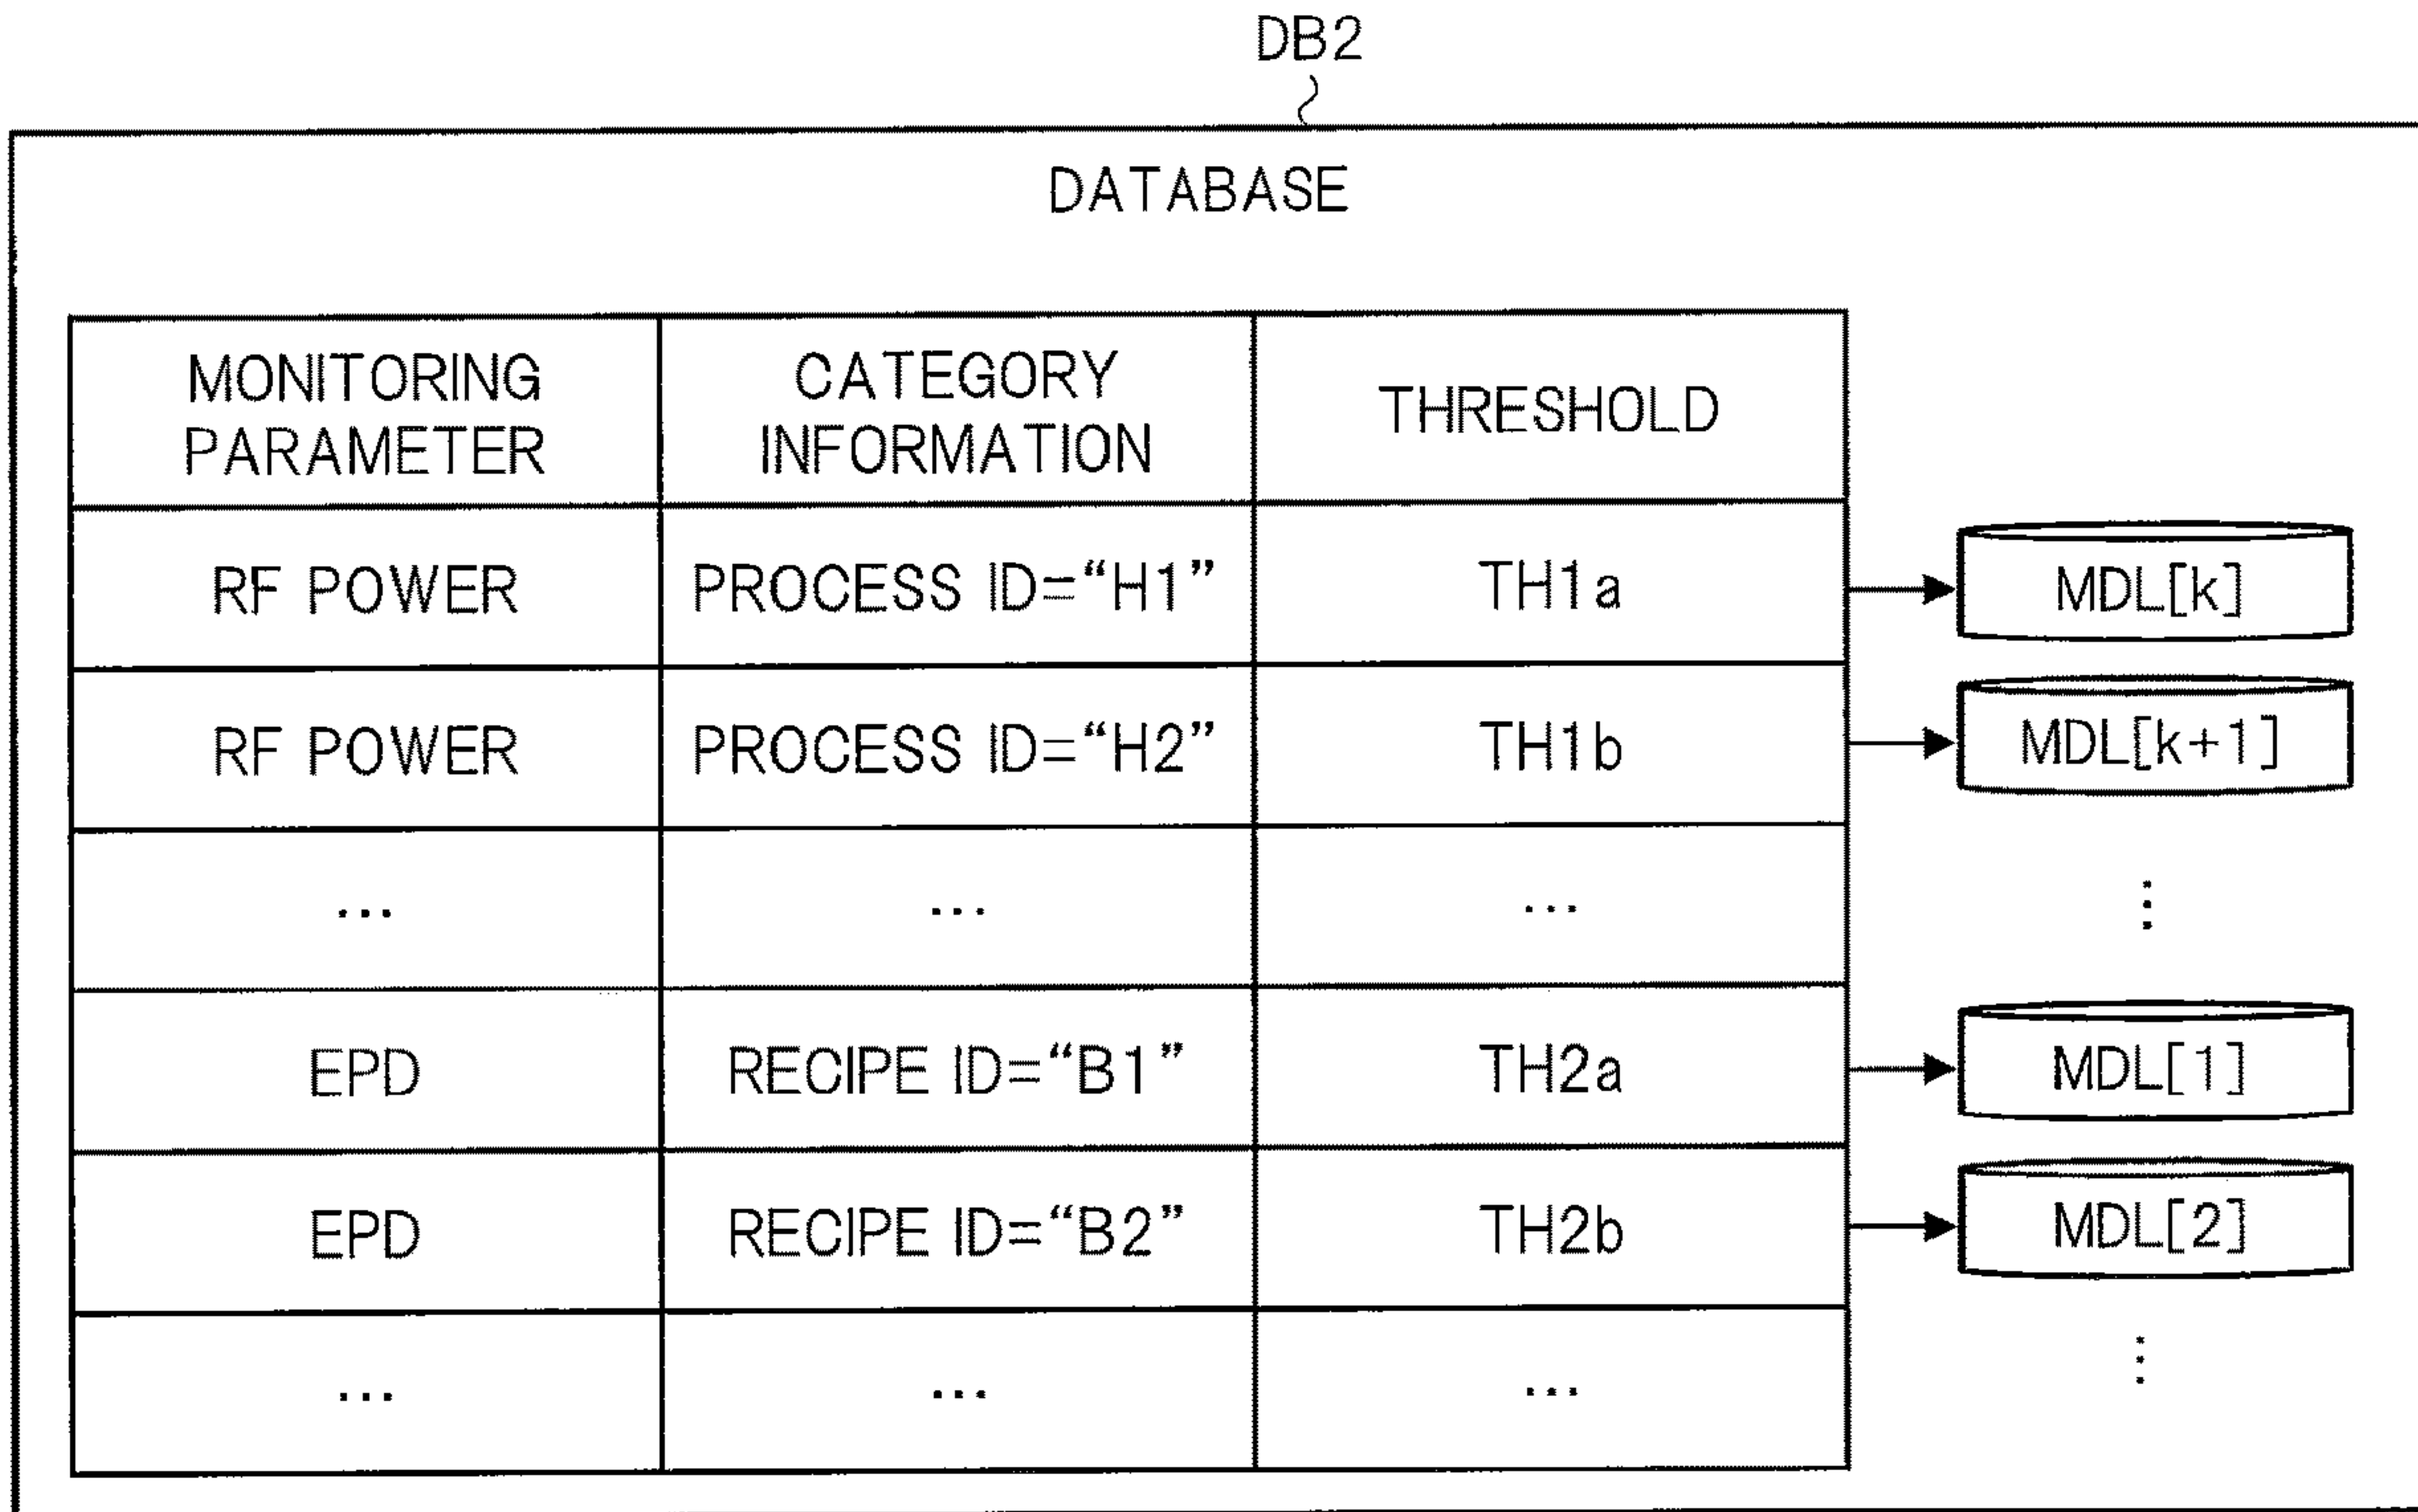 DB2
DATABASE
MONITORING PARAMETER CATEGORY INFORMATION THRESHOLD
RF POWER PROCESS ID=“H1” TH1a MDL[k]
RF POWER PROCESS ID=“H2” TH1b MDL[k+1]
... ... ... ⋮
EPD RECIPE ID=“B1” TH2a MDL[1]
EPD RECIPE ID=“B2” TH2b MDL[2]
... ... ... ⋮